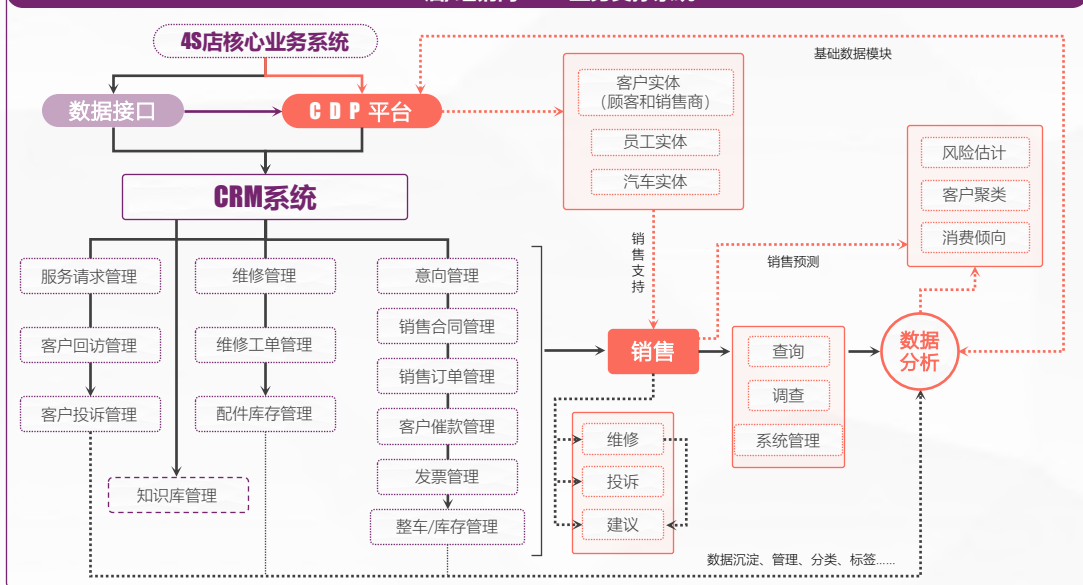 4S店核心业务系统
基础数据模块
数据接口
CDP平台
客户实体
（顾客和销售商）
员工实体
汽车实体
风险估计
客户聚类
消费倾向
CRM系统
销售支持
销售预测
服务请求管理
维修管理
意向管理
客户回访管理
维修工单管理
销售合同管理
销售订单管理
客户投诉管理
配件库存管理
客户催款管理
发票管理
知识库管理
整车/库存管理
销售
查询
调查
系统管理
数据
分析
维修
投诉
建议
数据沉淀、管理、分类、标签......